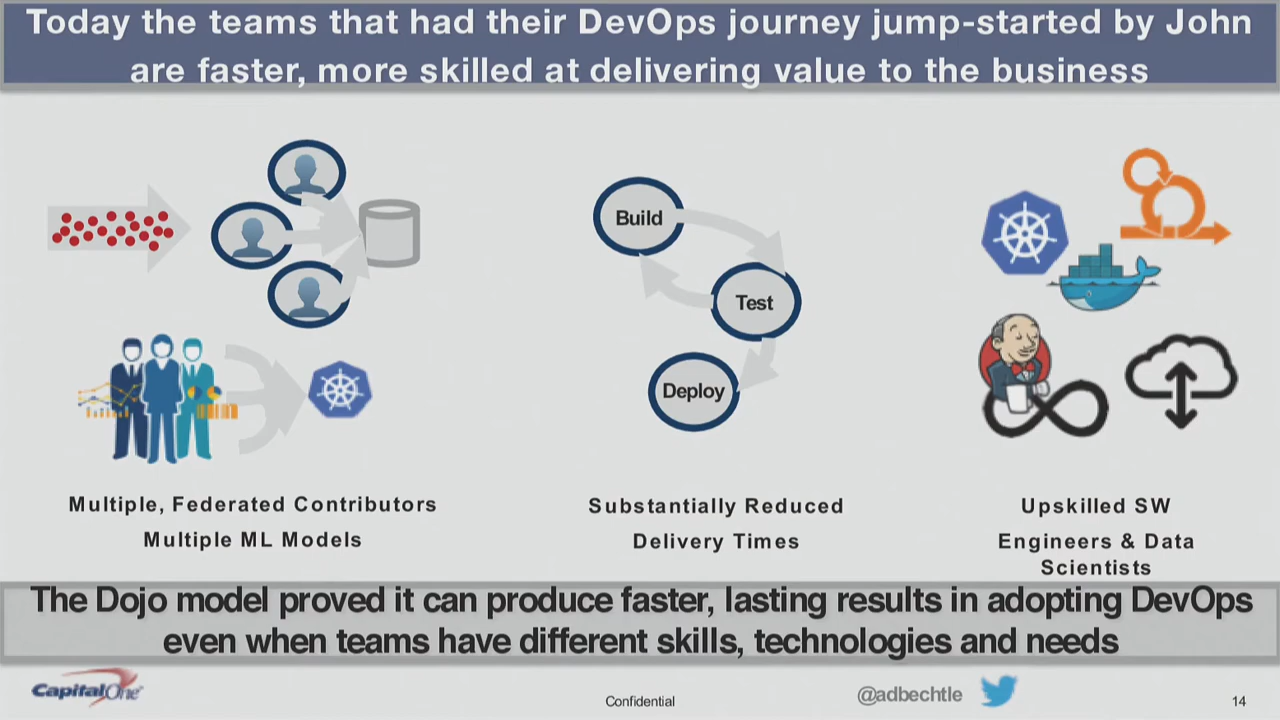 Today the teams that had their DevOps journey jump-started by John
are faster, more skilled at delivering value to the business
Build
Test
Deploy
Multiple, Federated Contributors
Multiple ML Models
Substantially Reduced
Delivery Times
Upskilled SW
Engineers & Data
Scientists
The Dojo model proved it can produce faster, lasting results in adopting DevOps
even when teams have different skills, technologies and needs
CapitalOne
Confidential
@adbechtle
14